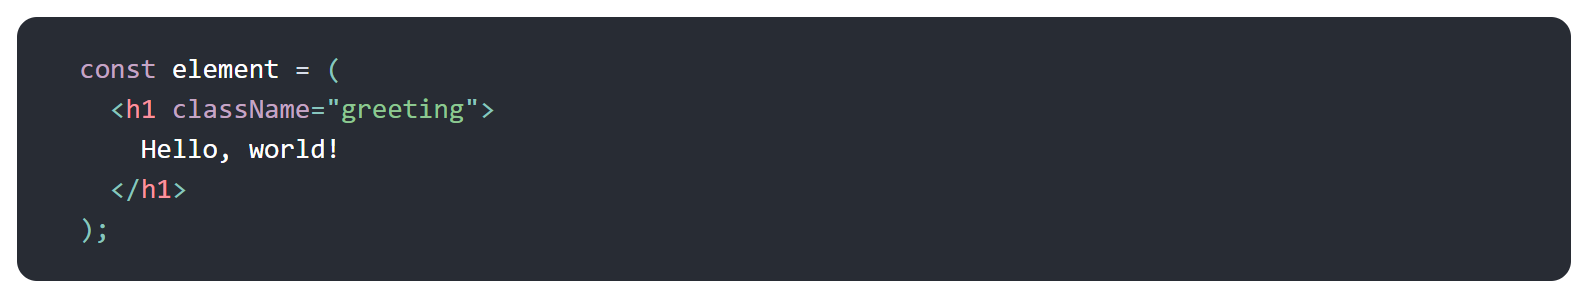 const element = (
  <h1 className="greeting">
    Hello, world!
  </h1>
);